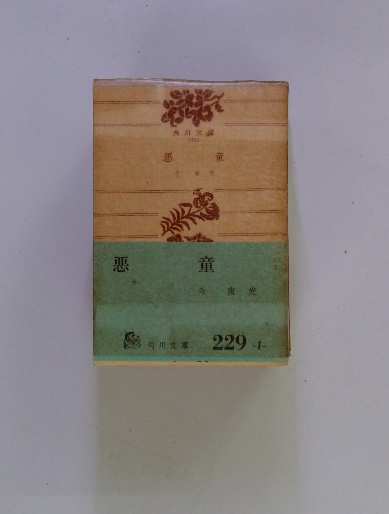 角川文庫
悪童
今東光
悪童
今東光
角川文庫 229 -1-